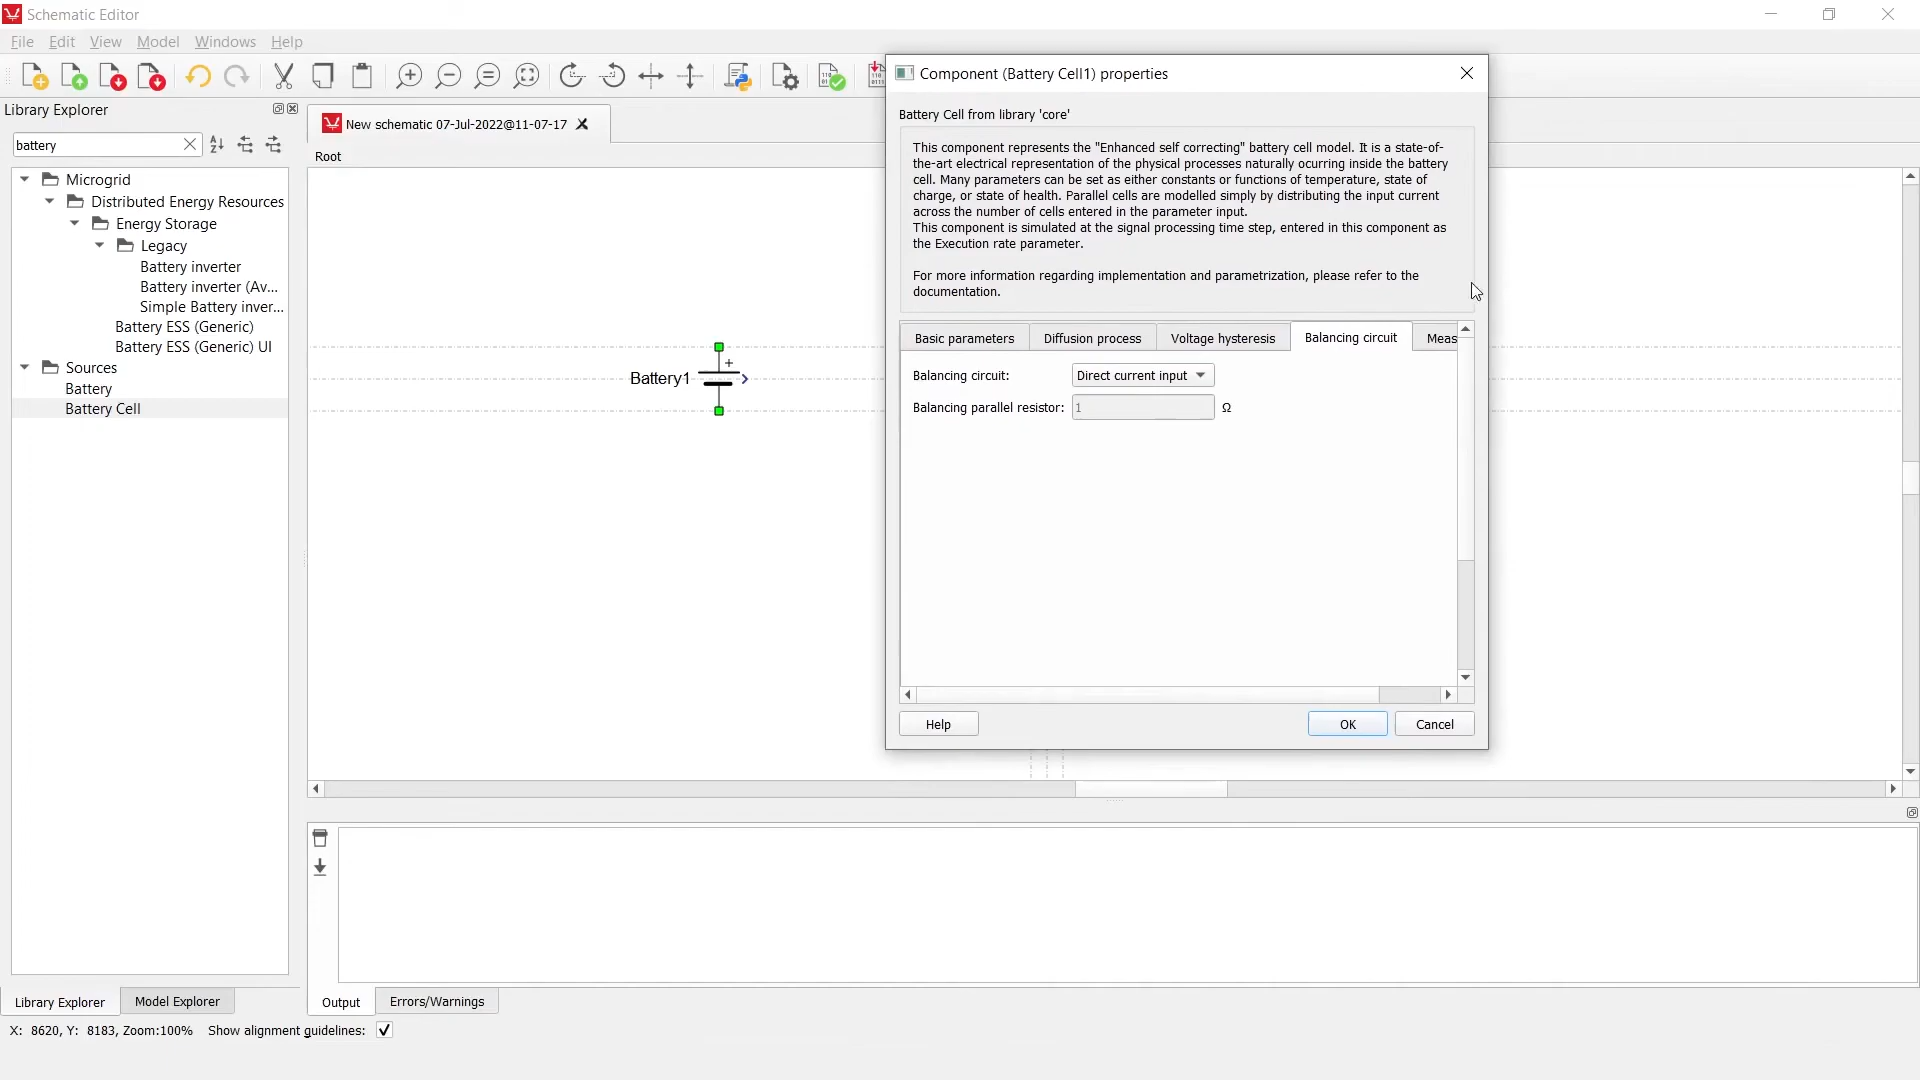 Schematic Editor
File Edit View Model Windows Help
Library Explorer
battery
Microgrid
Distributed Energy Resources
Energy Storage
Legacy
Battery inverter
Battery inverter (Av...
Simple Battery inver...
Battery ESS (Generic)
Battery ESS (Generic) UI
Sources
Battery
Battery Cell
New schematic 07-Jul-2022@11-07-17
Root
Battery1
+
Component (Battery Cell1) properties
Battery Cell from library 'core'
This component represents the "Enhanced self correcting" battery cell model. It is a state-of-
the-art electrical representation of the physical processes naturally ocurring inside the battery
cell. Many parameters can be set as either constants or functions of temperature, state of
charge, or state of health. Parallel cells are modelled simply by distributing the input current
across the number of cells entered in the parameter input.
This component is simulated at the signal processing time step, entered in this component as
the Execution rate parameter.
For more information regarding implementation and parametrization, please refer to the
documentation.
Basic parameters Diffusion process Voltage hysteresis Balancing circuit Meas
Balancing circuit: Direct current input
Balancing parallel resistor: 1 Ω
Help OK Cancel
Library Explorer Model Explorer
Output Errors/Warnings
X: 8620, Y: 8183, Zoom:100% Show alignment guidelines: